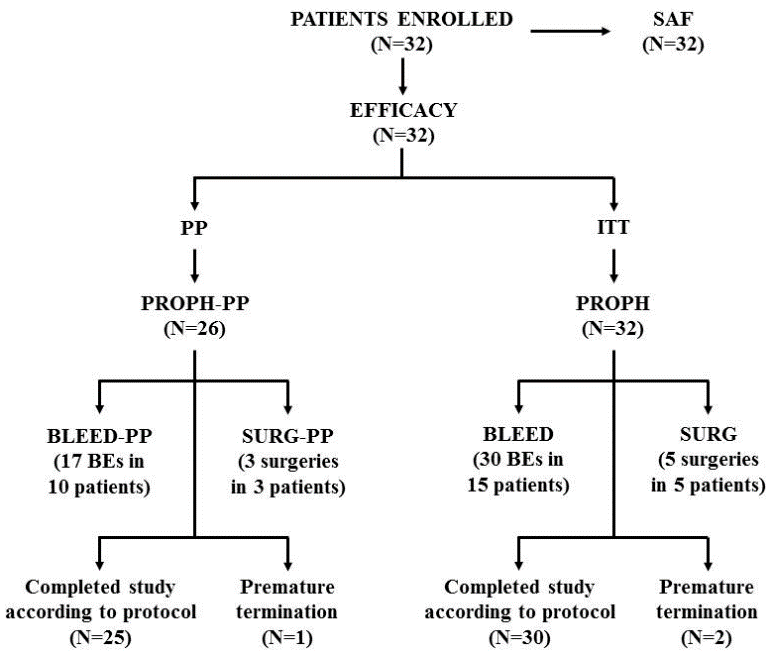 PATIENTS ENROLLED
(N=32)
SAF
(N=32)
EFFICACY
(N=32)
PP
ITT
PROPH-PP
(N=26)
PROPH
(N=32)
BLEED-PP
(17 BEs in
10 patients)
SURG-PP
(3 surgeries
in 3 patients)
BLEED
(30 BEs in
15 patients)
SURG
(5 surgeries
in 5 patients)
Completed study
according to protocol
(N=25)
Premature
termination
(N=1)
Completed study
according to protocol
(N=30)
Premature
termination
(N=2)